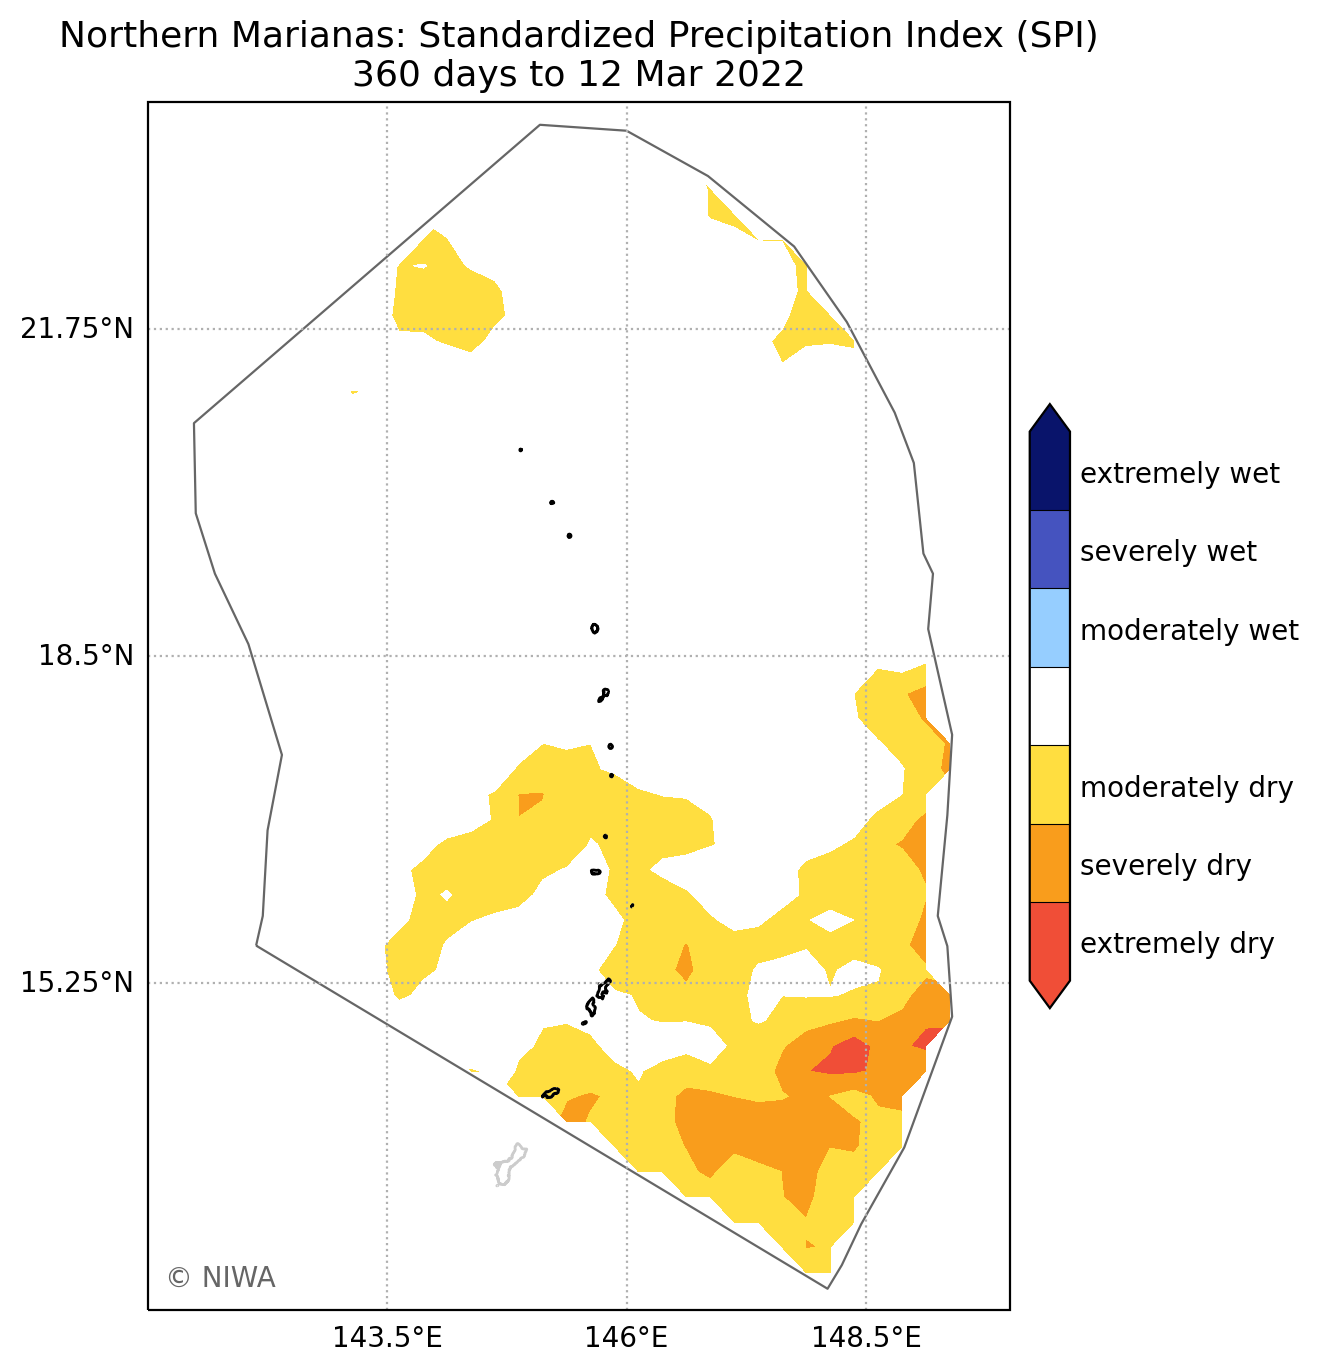 Northern Marianas: Standardized Precipitation Index (SPI)
360 days to 12 Mar 2022
21.75°N
18.5°N
15.25°N
143.5°E
146°E
148.5°E
extremely wet
severely wet
moderately wet
moderately dry
severely dry
extremely dry
© NIWA